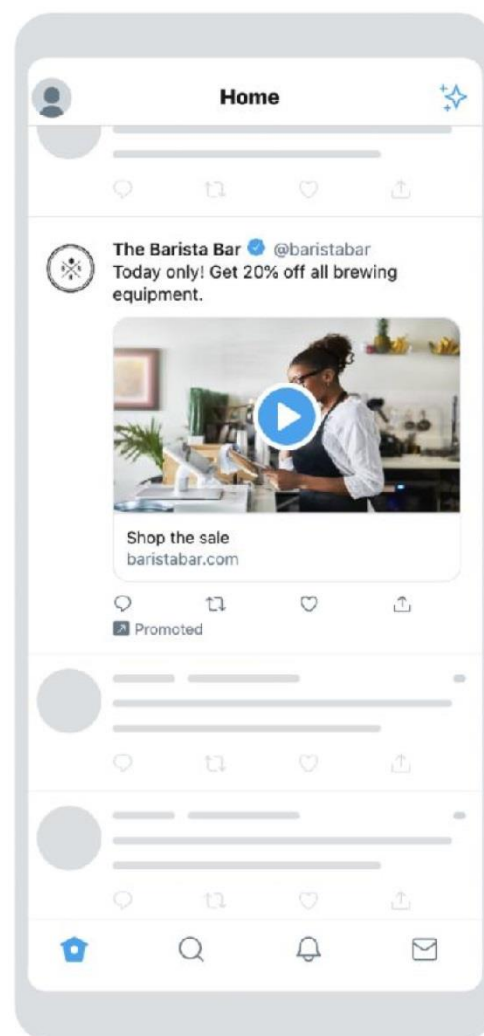 Home
The Barista Bar @baristabar
Today only! Get 20% off all brewing
equipment.
Shop the sale
baristabar.com
Promoted